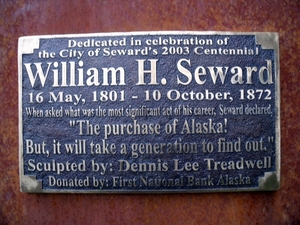 Dedicated in celebration of
the City of Seward's 2003 Centennial
William H. Seward
16 May, 1801 - 10 October, 1872
When asked what was the most significant act of his career, Seward declared,
"The purchase of Alaska!
But, it will take a generation to find out."
Sculpted by: Dennis Lee Treadwell
Donated by: First National Bank Alaska